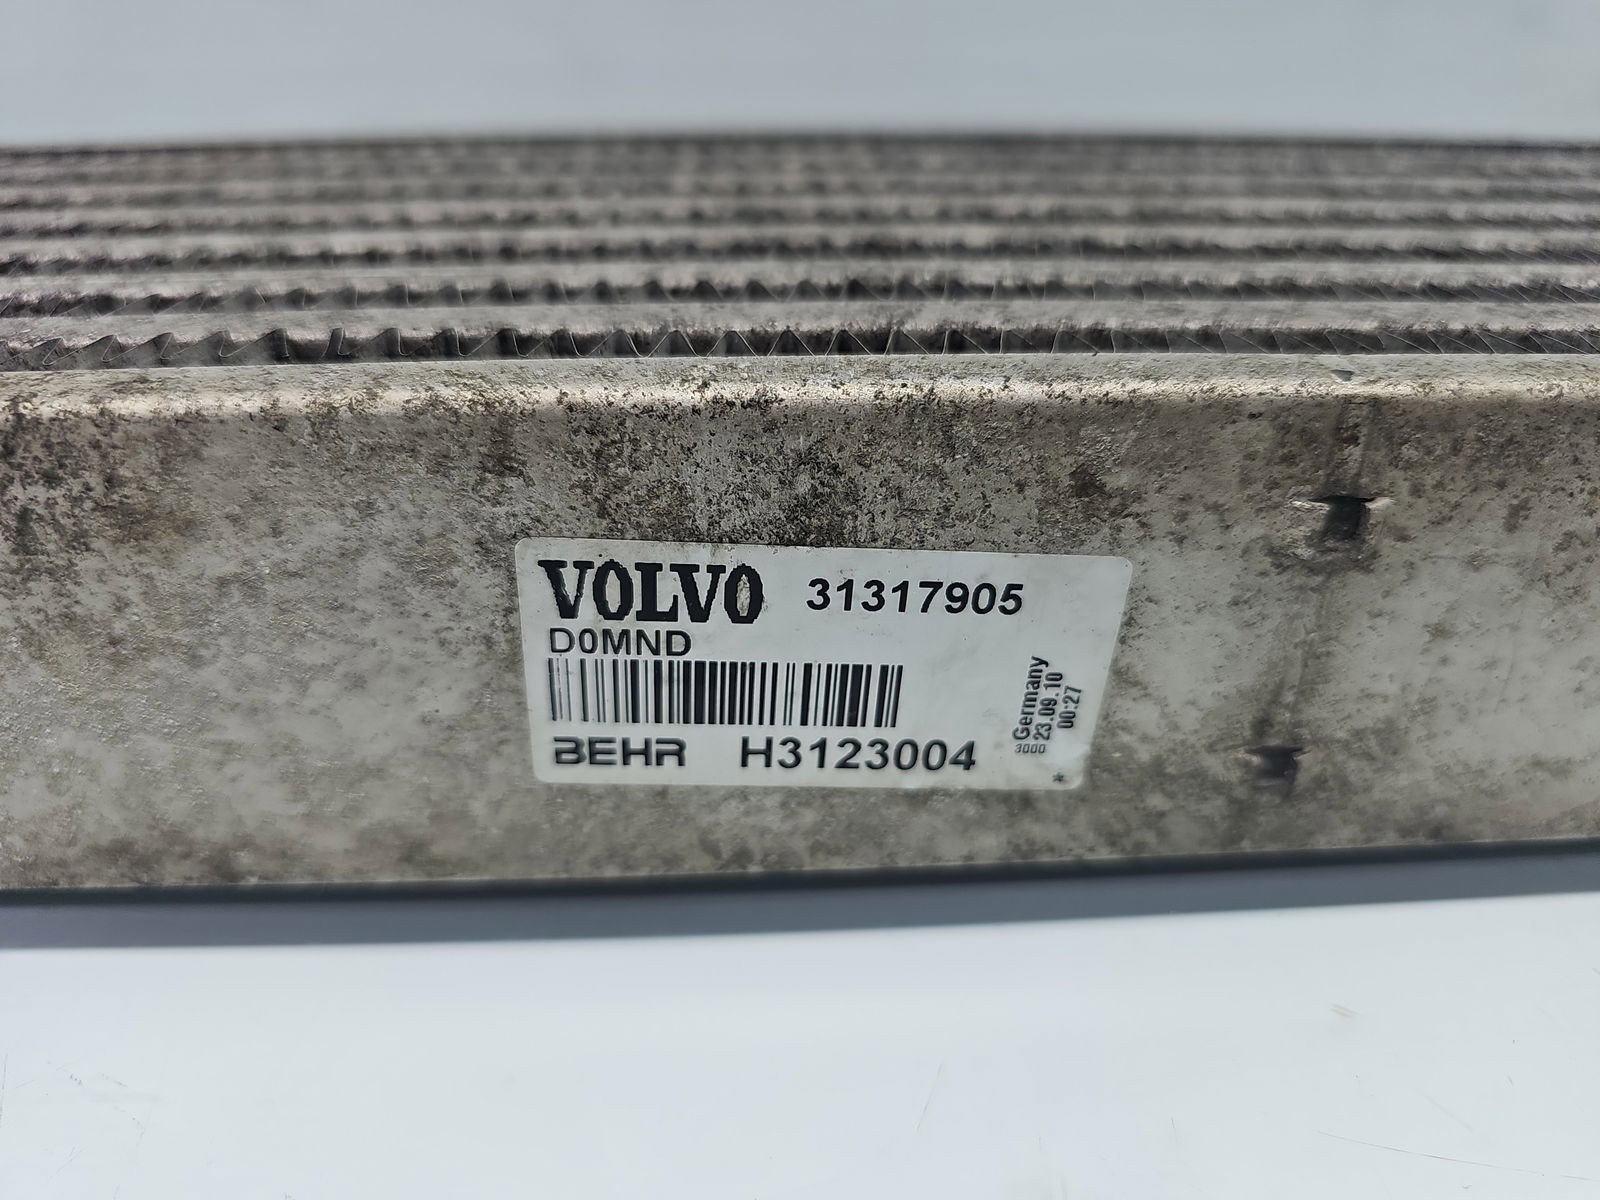 VOLVO 31317905
D0MND
BEHR H3123004
3000
Germany
23.09.10
00:27
*